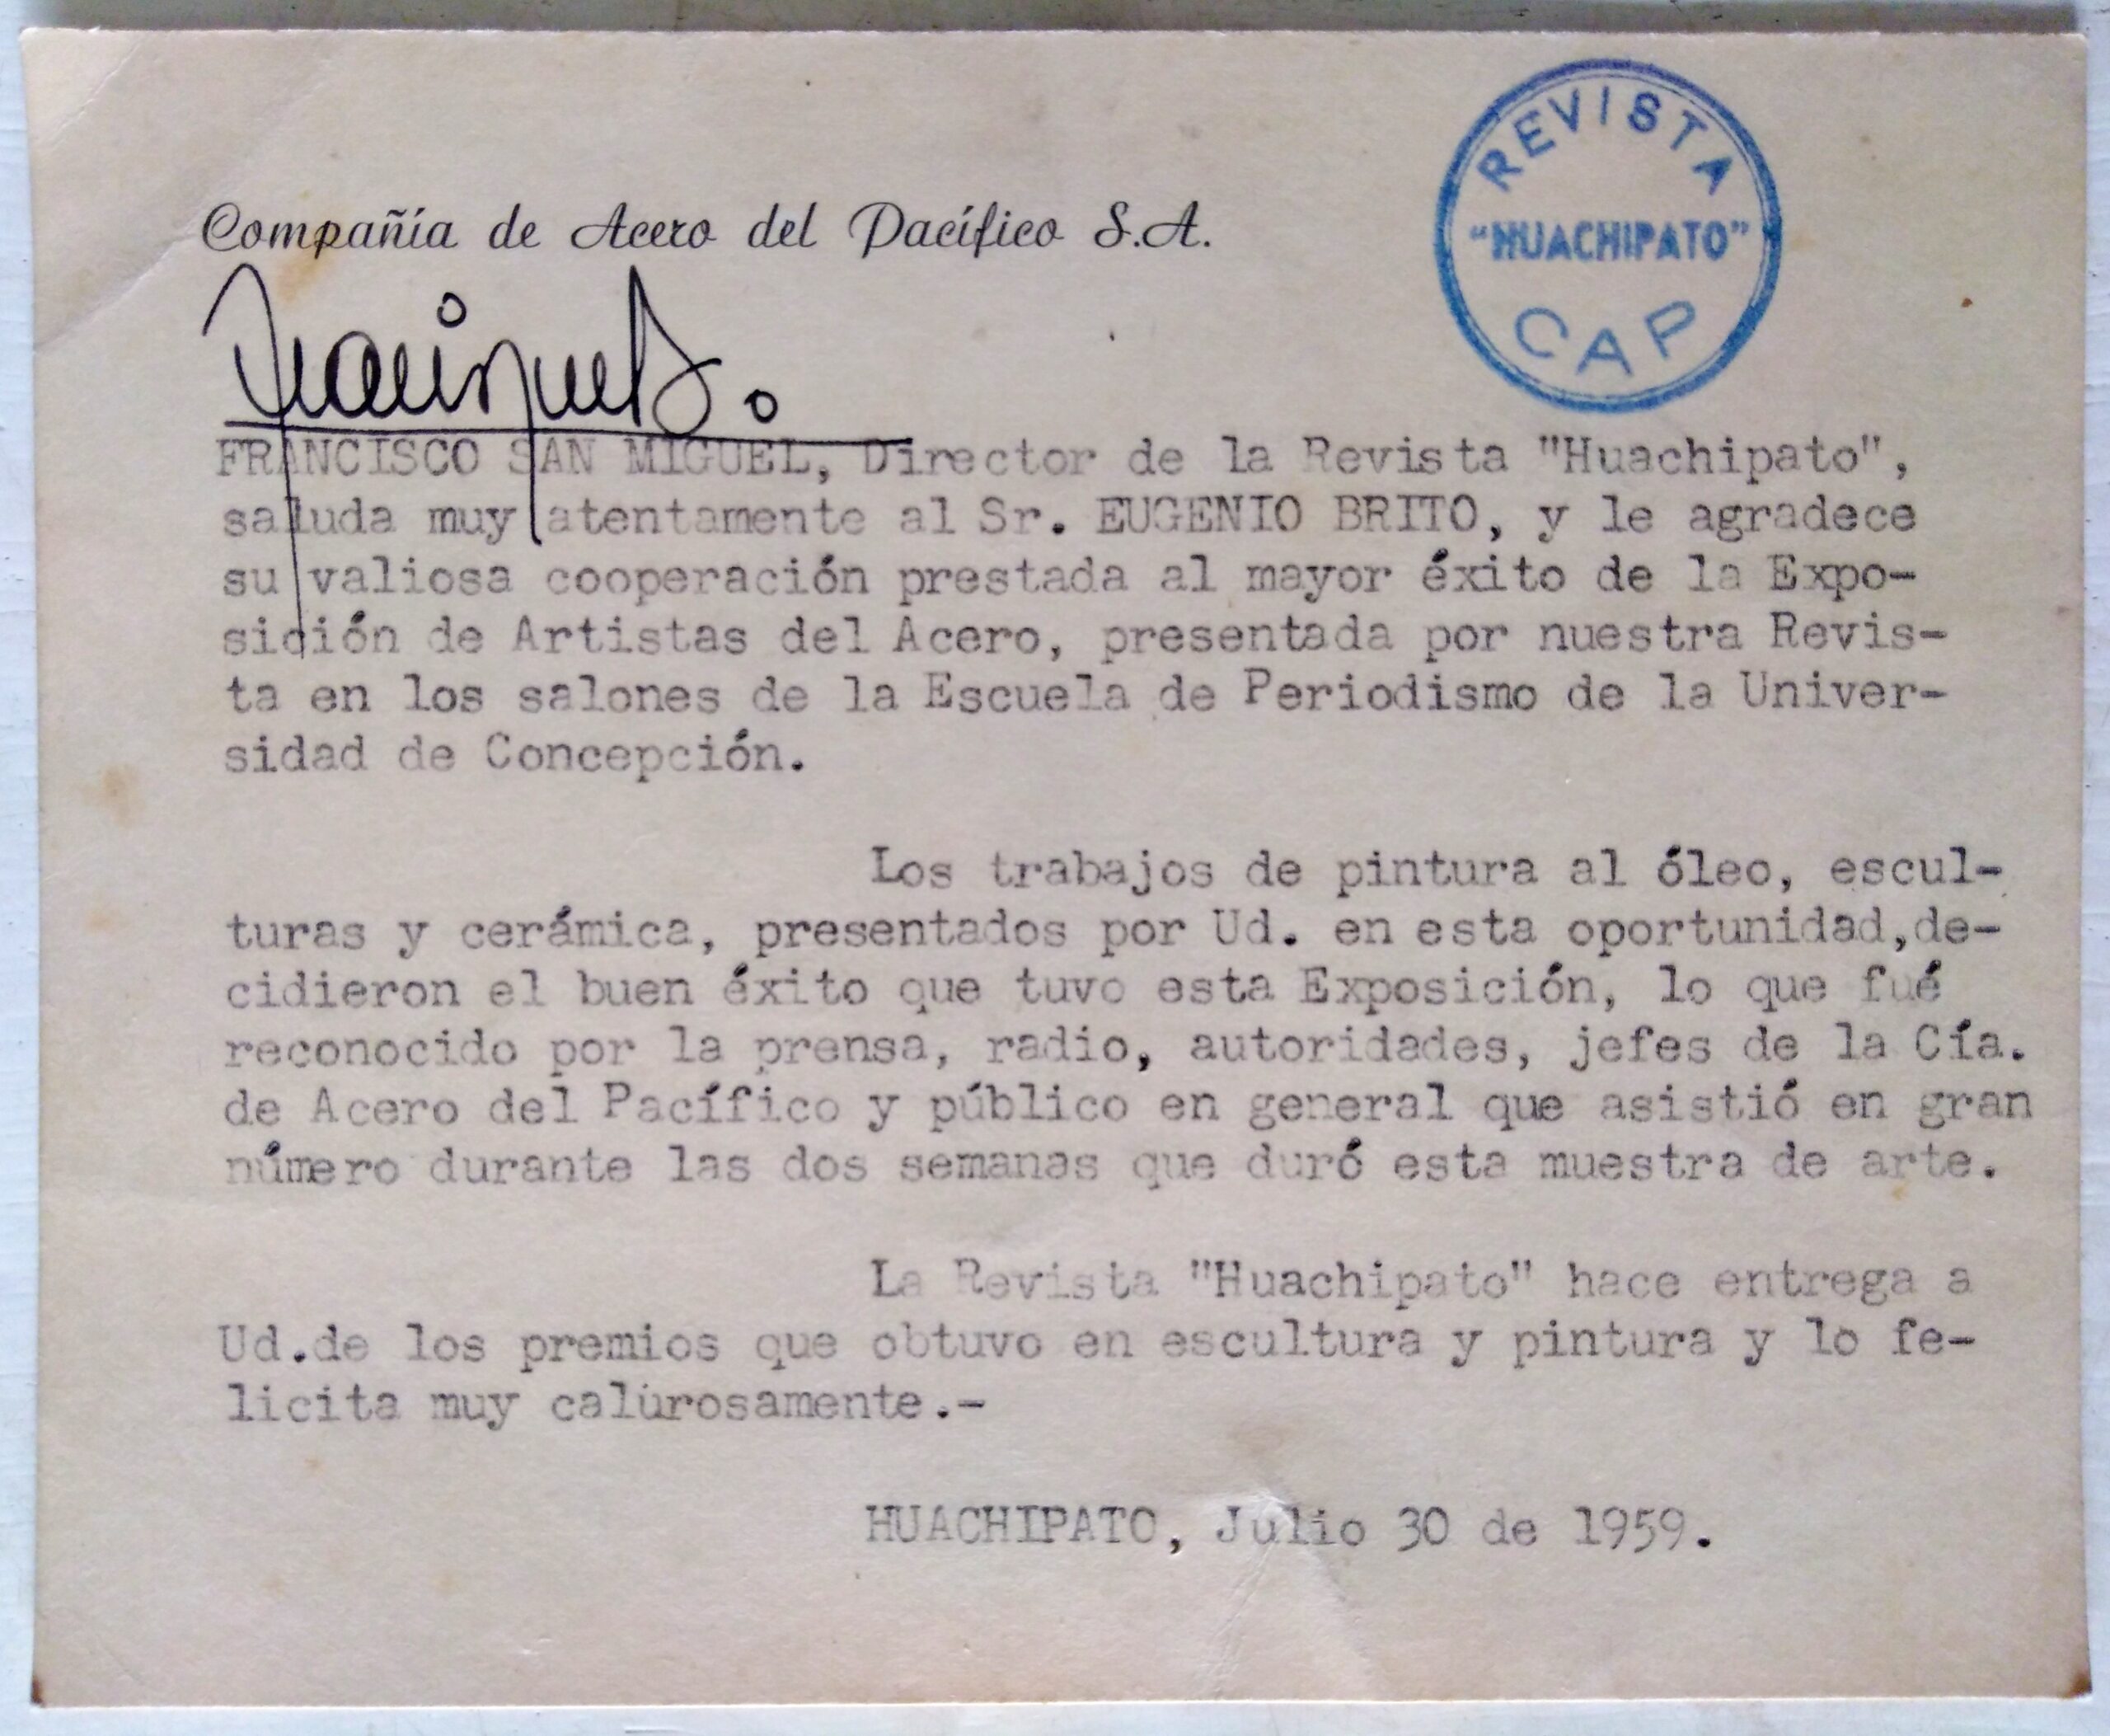 REVISTA
"HUACHIPATO"
CAP
Compañía de Acero del Pacífico S.A.
FRANCISCO SAN MIGUEL, Director de la Revista "Huachipato",
saluda muy atentamente al Sr. EUGENIO BRITO, y le agradece
su valiosa cooperación prestada al mayor éxito de la Expo-
sición de Artistas del Acero, presentada por nuestra Revis-
ta en los salones de la Escuela de Periodismo de la Univer-
sidad de Concepción.
Los trabajos de pintura al óleo, escul-
turas y cerámica, presentados por Ud. en esta oportunidad,de-
cidieron el buen éxito que tuvo esta Exposición, lo que fué
reconocido por la prensa, radio, autoridades, jefes de la Cía.
de Acero del Pacífico y público en general que asistió en gran
número durante las dos semanas que duró esta muestra de arte.
La Revista "Huachipato" hace entrega a
Ud.de los premios que obtuvo en escultura y pintura y lo fe-
licita muy calurosamente.-
HUACHIPATO, Julio 30 de 1959.